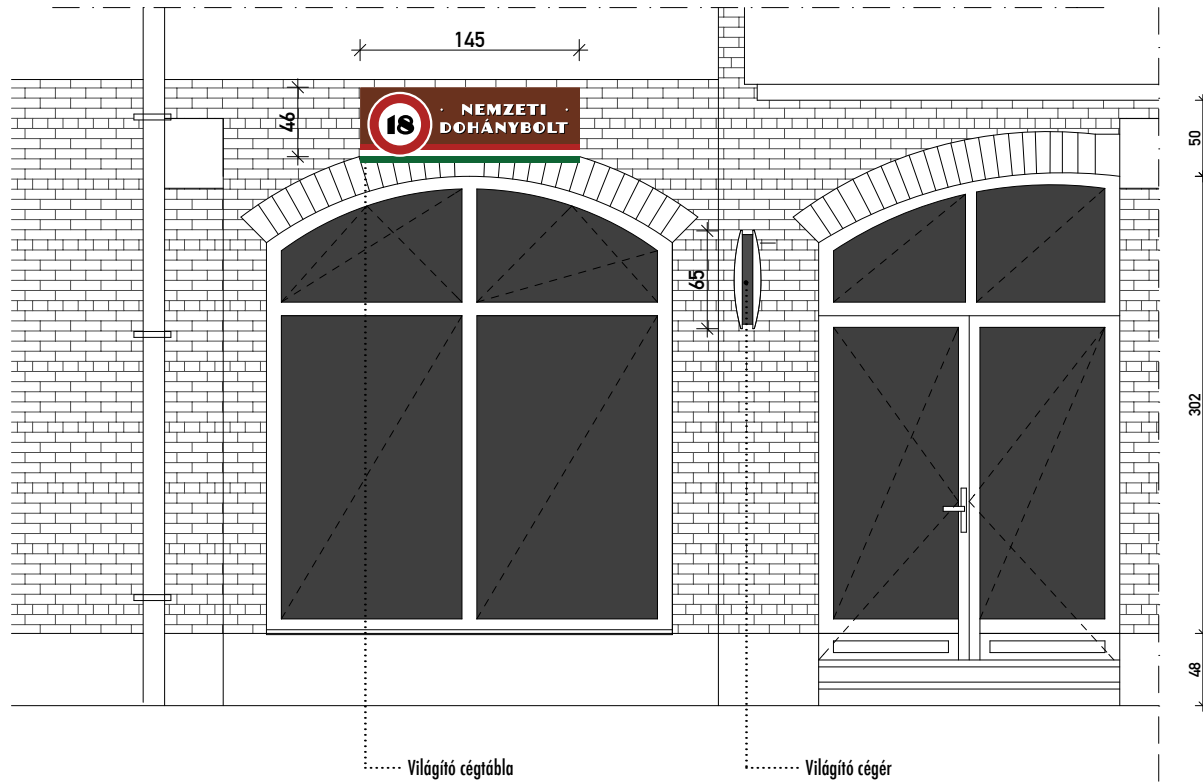 145
46
18
· NEMZETI ·
DOHÁNYBOLT
50
65
302
48
Világító cégtábla
Világító cégér